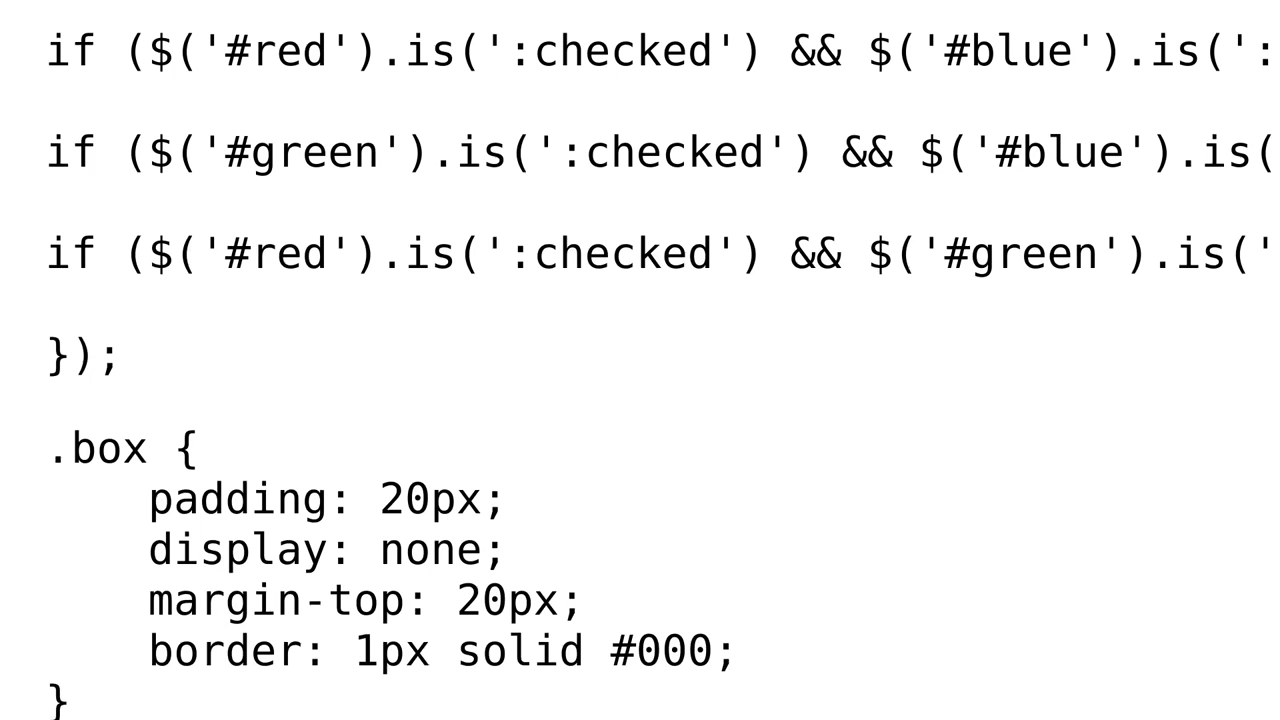 if ($('#red').is(':checked') && $('#blue').is(':
if ($('#green').is(':checked') && $('#blue').is(
if ($('#red').is(':checked') && $('#green').is('
});
.box {
    padding: 20px;
    display: none;
    margin-top: 20px;
    border: 1px solid #000;
}